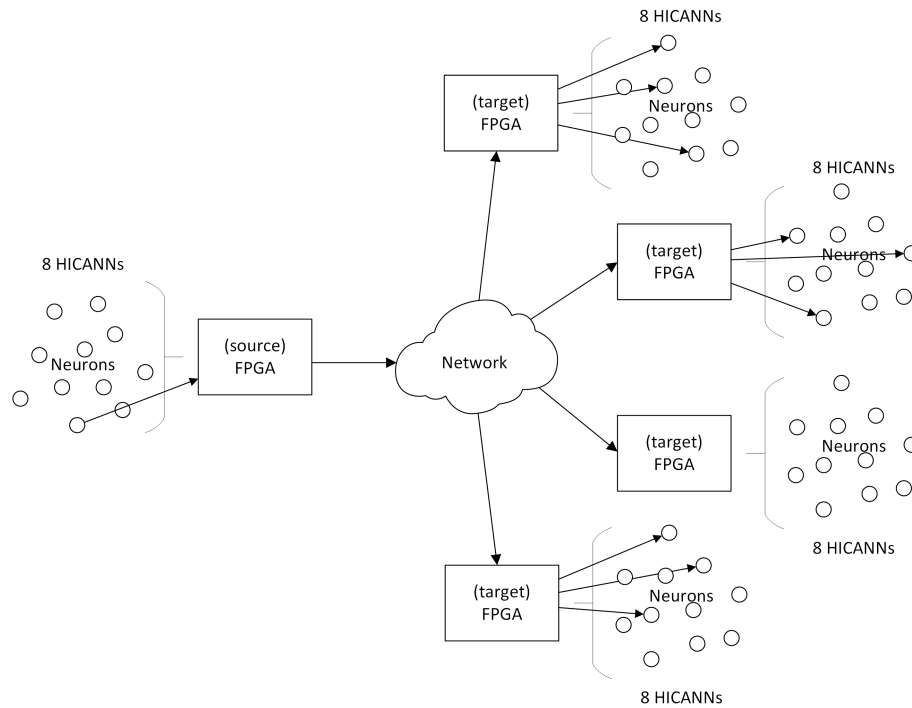 8 HICANNs
(target)
FPGA
Neurons
8 HICANNs
(target)
FPGA
Neurons
8 HICANNs
Neurons
(source)
FPGA
Network
(target)
FPGA
Neurons
8 HICANNs
(target)
FPGA
Neurons
8 HICANNs